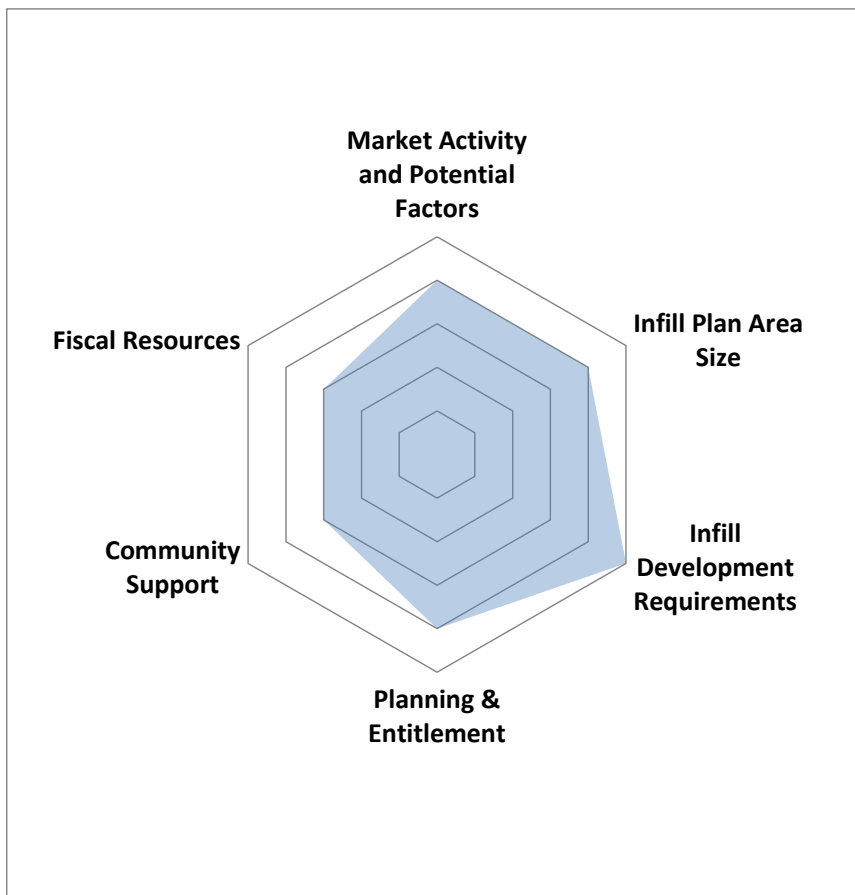 Market Activity
and Potential
Factors
Infill Plan Area
Size
Infill
Development
Requirements
Planning &
Entitlement
Community
Support
Fiscal Resources